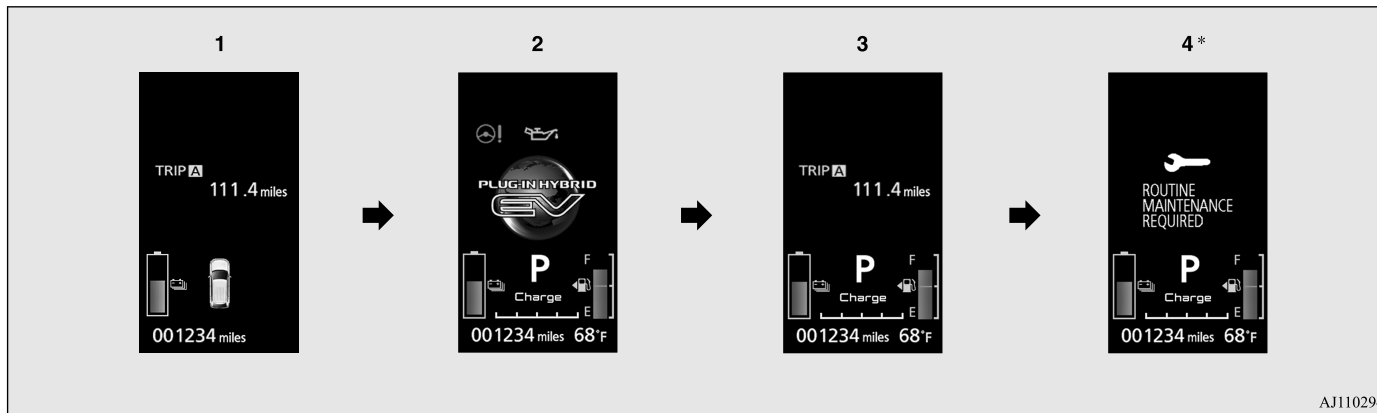 1
2
3
4*
TRIP A
111.4 miles
001234 miles
PLUG-IN HYBRID
EV
P
F
Charge
E
001234 miles 68°F
TRIP A
111.4 miles
P
F
Charge
E
001234 miles 68°F
ROUTINE
MAINTENANCE
REQUIRED
P
F
Charge
E
001234 miles 68°F